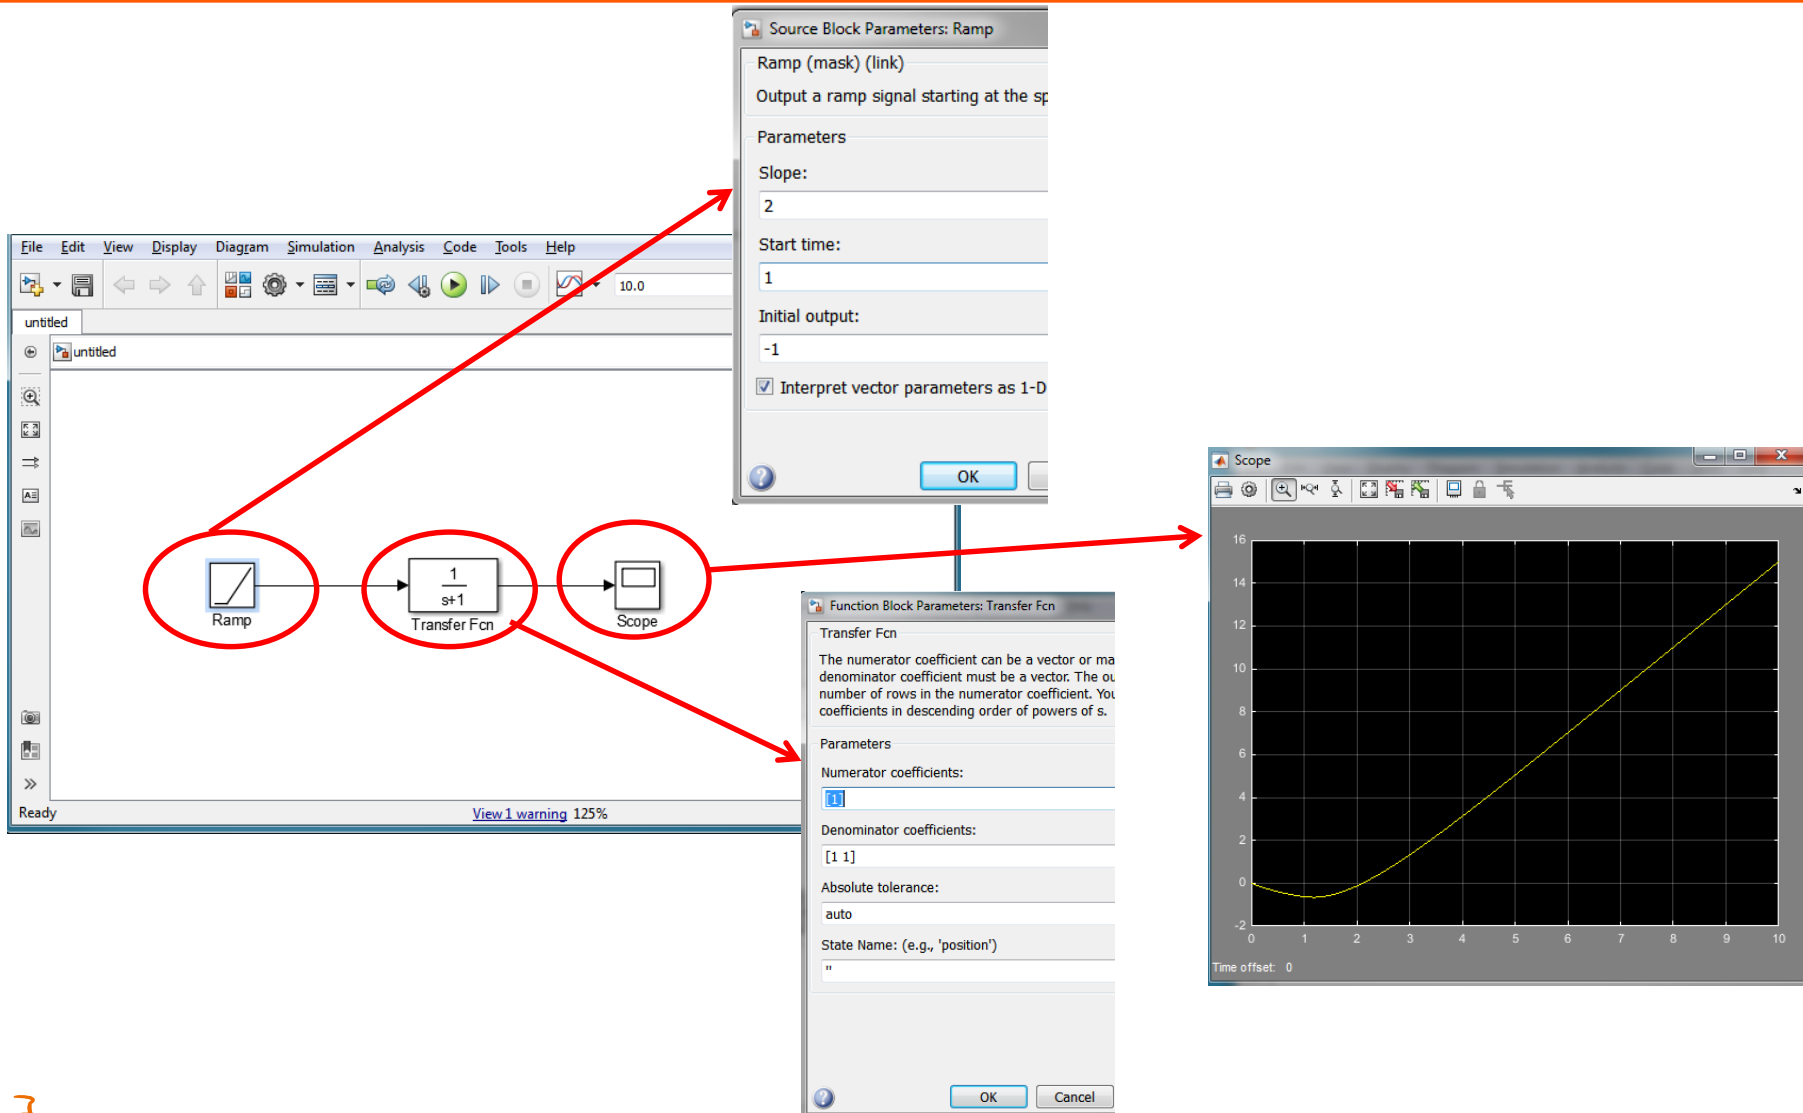 Source Block Parameters: Ramp
Ramp (mask) (link)
Output a ramp signal starting at the sp
Parameters
Slope:
2
Start time:
1
Initial output:
-1
Interpret vector parameters as 1-D
OK
File Edit View Display Diagram Simulation Analysis Code Tools Help
10.0
untitled
untitled
Ramp
1
s+1
Transfer Fcn
Scope
Ready
View 1 warning 125%
Function Block Parameters: Transfer Fcn
Transfer Fcn
The numerator coefficient can be a vector or ma
denominator coefficient must be a vector. The ou
number of rows in the numerator coefficient. You
coefficients in descending order of powers of s.
Parameters
Numerator coefficients:
[1]
Denominator coefficients:
[1 1]
Absolute tolerance:
auto
State Name: (e.g., 'position')
''
OK Cancel
Scope
16
14
12
10
8
6
4
2
0
-2
0 1 2 3 4 5 6 7 8 9 10
Time offset: 0